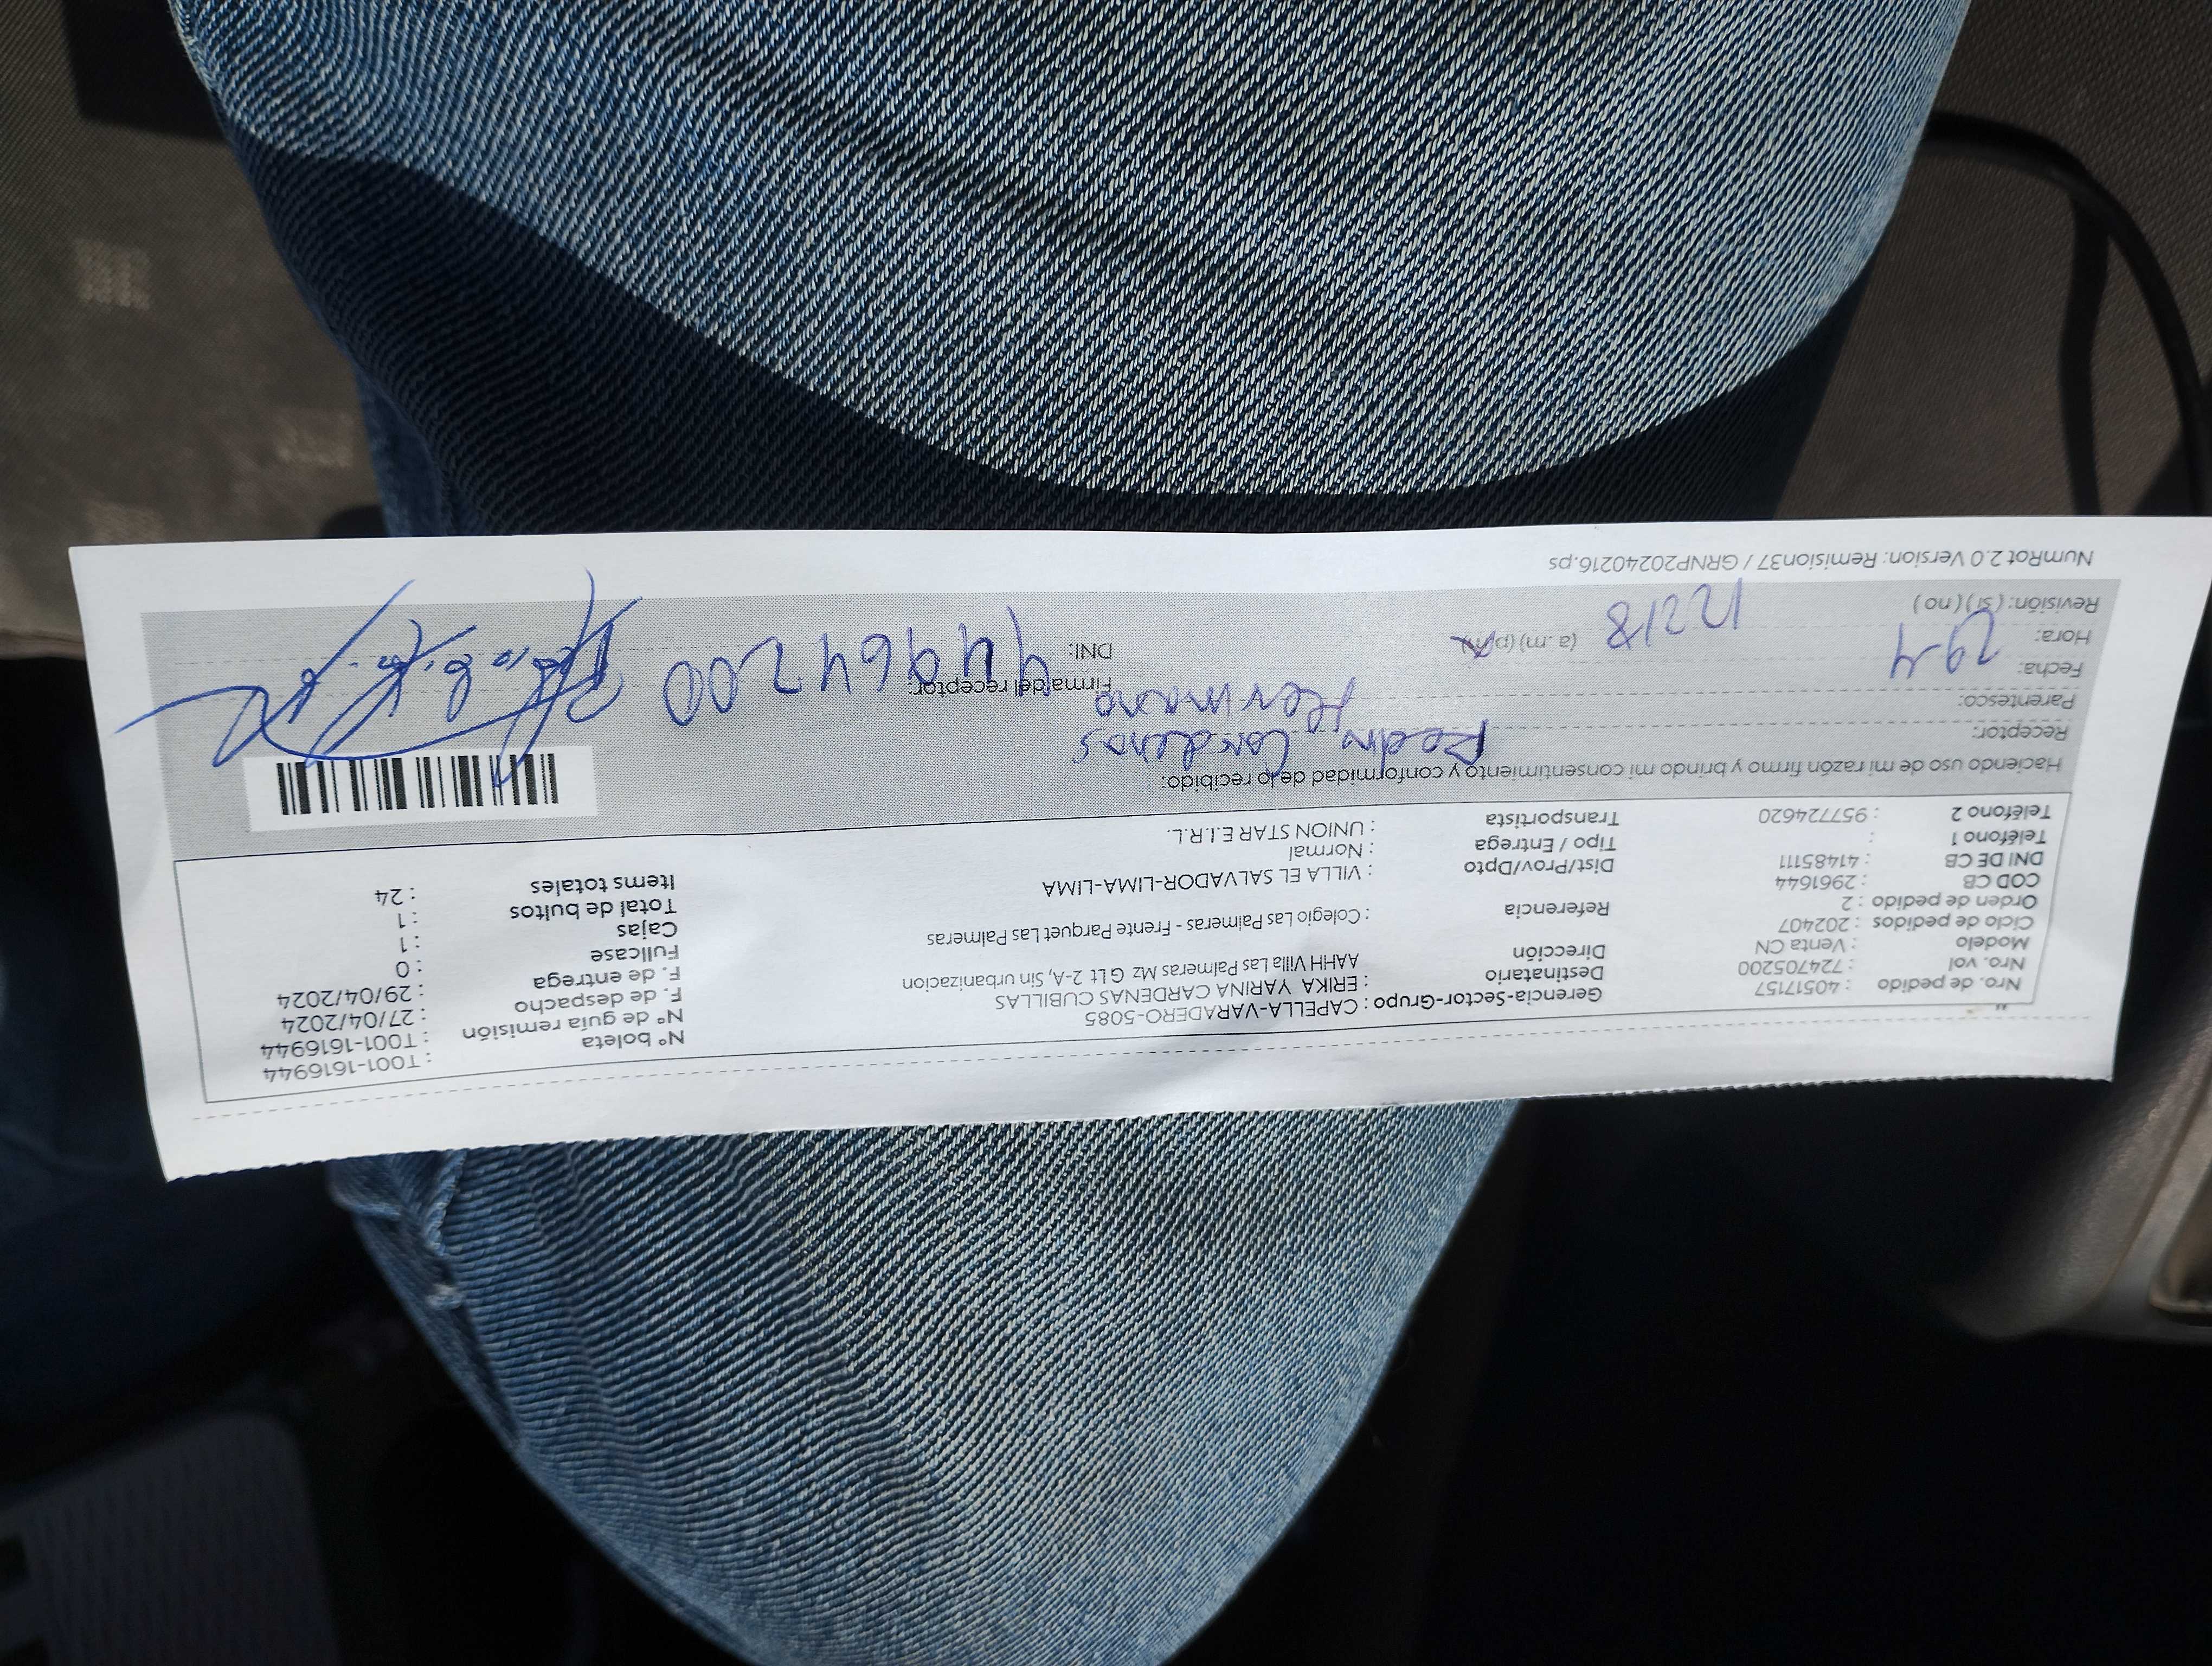 Gerencia-Sector-Grupo : CAPELLA-VARADERO-5085
Nro. de pedido : 40517157
Nro. vol : 724705200
Modelo : Venta CN
Ciclo de pedidos : 202407
Orden de pedido : 2
COD CB : 2961644
DNI DE CB : 41485111
Teléfono 1 :
Teléfono 2 : 957724620
Destinatario : ERIKA YARINA CARDENAS CUBILLAS
Dirección AAHH Villa Las Palmeras Mz G Lt 2-A, Sin urbanizacion
Referencia : Colegio Las Palmeras - Frente Parquet Las Palmeras
Dist/Prov/Dpto : VILLA EL SALVADOR-LIMA-LIMA
Tipo / Entrega : Normal
Transportista : UNION STAR E.I.R.L.
Nº boleta : T001-1616944
Nº de guía remisión : T001-1616944
F. de despacho : 27/04/2024
F. de entrega : 29/04/2024
Fullcase : 0
Cajas : 1
Total de bultos : 1
Items totales : 24
Haciendo uso de mi razón firmo y brindo mi consentimiento y conformidad de lo recibido:
Receptor: Pedro Cardenas
Parentesco: Hermano
Fecha: 29-4
Hora: 12:18 (a.m)(p.m)
Revisión: (si) (no)
Firma del receptor:
DNI: 44964200
NumRot 2.0 Version: Remision37 / GRNP20240216.ps